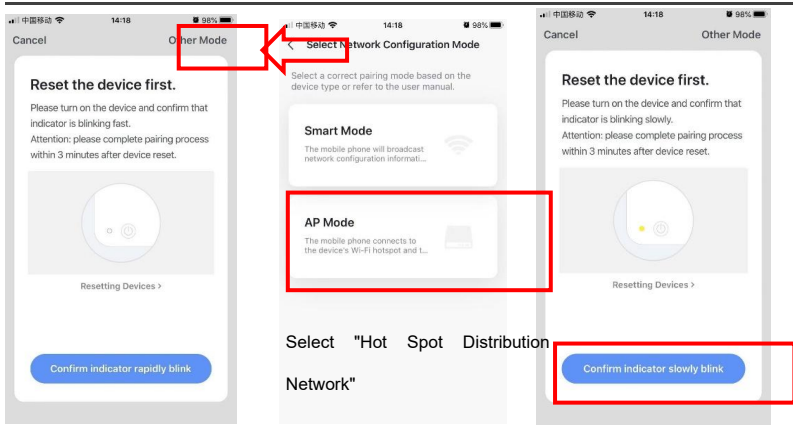 中国移动 14:18 98%
Cancel Other Mode
Reset the device first.
Please turn on the device and confirm that
indicator is blinking fast.
Attention: please complete pairing process
within 3 minutes after device reset.
Resetting Devices >
Confirm indicator rapidly blink
中国移动 14:18 98%
Select Network Configuration Mode
Select a correct pairing mode based on the
device type or refer to the user manual.
Smart Mode
The mobile phone will broadcast
network configuration informati...
AP Mode
The mobile phone connects to
the device's Wi-Fi hotspot and t...
Select "Hot Spot Distribution
Network"
中国移动 14:18 98%
Cancel Other Mode
Reset the device first.
Please turn on the device and confirm that
indicator is blinking slowly.
Attention: please complete pairing process
within 3 minutes after device reset.
Resetting Devices >
Confirm indicator slowly blink